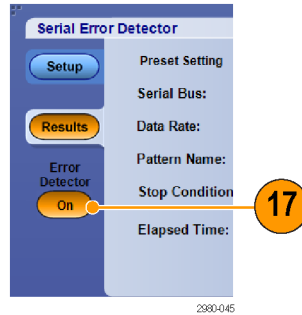 Serial Error Detector
Setup
Preset Setting
Serial Bus:
Results
Data Rate:
Pattern Name:
Error
Detector
On
Stop Condition
17
Elapsed Time:
2980-045